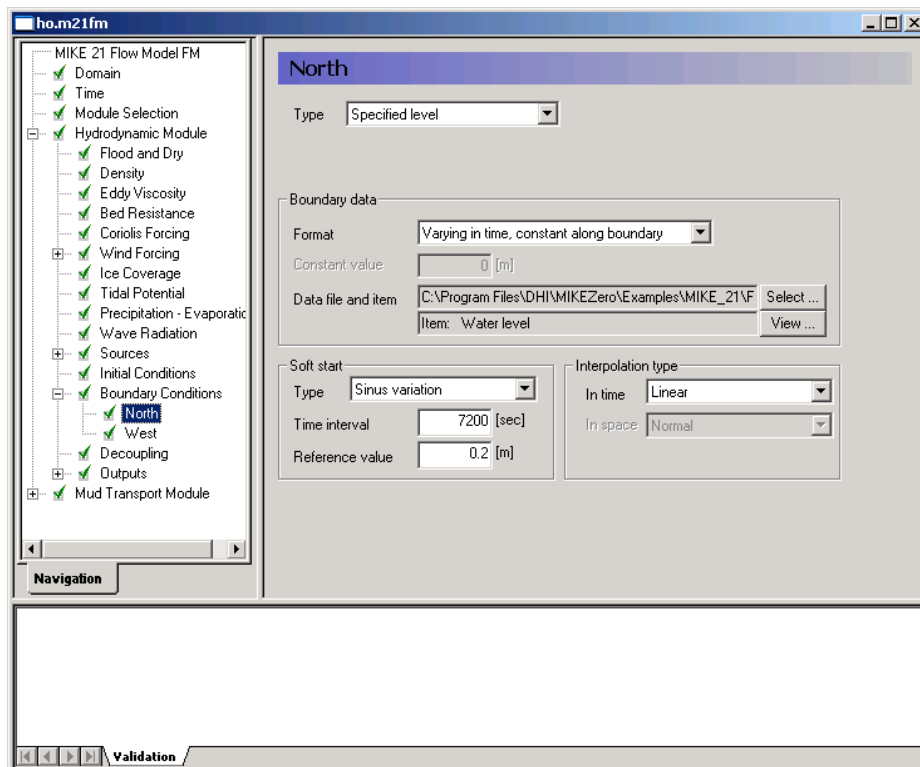 ho.m21fm
MIKE 21 Flow Model FM
Domain
Time
Module Selection
Hydrodynamic Module
Flood and Dry
Density
Eddy Viscosity
Bed Resistance
Coriolis Forcing
Wind Forcing
Ice Coverage
Tidal Potential
Precipitation - Evaporatic
Wave Radiation
Sources
Initial Conditions
Boundary Conditions
North
West
Decoupling
Outputs
Mud Transport Module
Navigation
North
Type Specified level
Boundary data
Format Varying in time, constant along boundary
Constant value 0 [m]
Data file and item C:\Program Files\DHI\MIKEZero\Examples\MIKE_21\F Select ...
Item: Water level View ...
Soft start
Type Sinus variation
Time interval 7200 [sec]
Reference value 0.2 [m]
Interpolation type
In time Linear
In space Normal
Validation